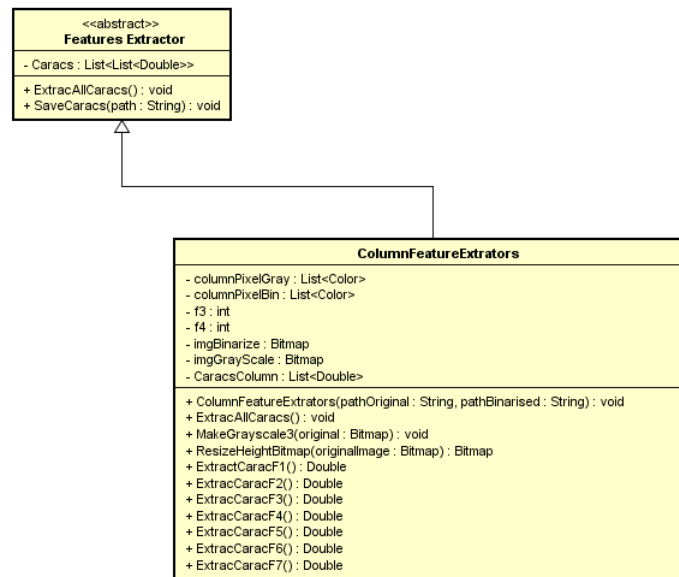 <<abstract>>
Features Extractor
- Caracs : List<List<Double>>
+ ExtracAllCaracs() : void
+ SaveCaracs(path : String) : void
ColumnFeatureExtrators
- columnPixelGray : List<Color>
- columnPixelBin : List<Color>
- f3 : int
- f4 : int
- imgBinarize : Bitmap
- imgGrayScale : Bitmap
- CaracsColumn : List<Double>
+ ColumnFeatureExtrators(pathOriginal : String, pathBinarised : String) : void
+ ExtracAllCaracs() : void
+ MakeGrayscale3(original : Bitmap) : void
+ ResizeHeightBitmap(originalImage : Bitmap) : Bitmap
+ ExtractCaracF1() : Double
+ ExtracCaracF2() : Double
+ ExtracCaracF3() : Double
+ ExtracCaracF4() : Double
+ ExtracCaracF5() : Double
+ ExtracCaracF6() : Double
+ ExtracCaracF7() : Double